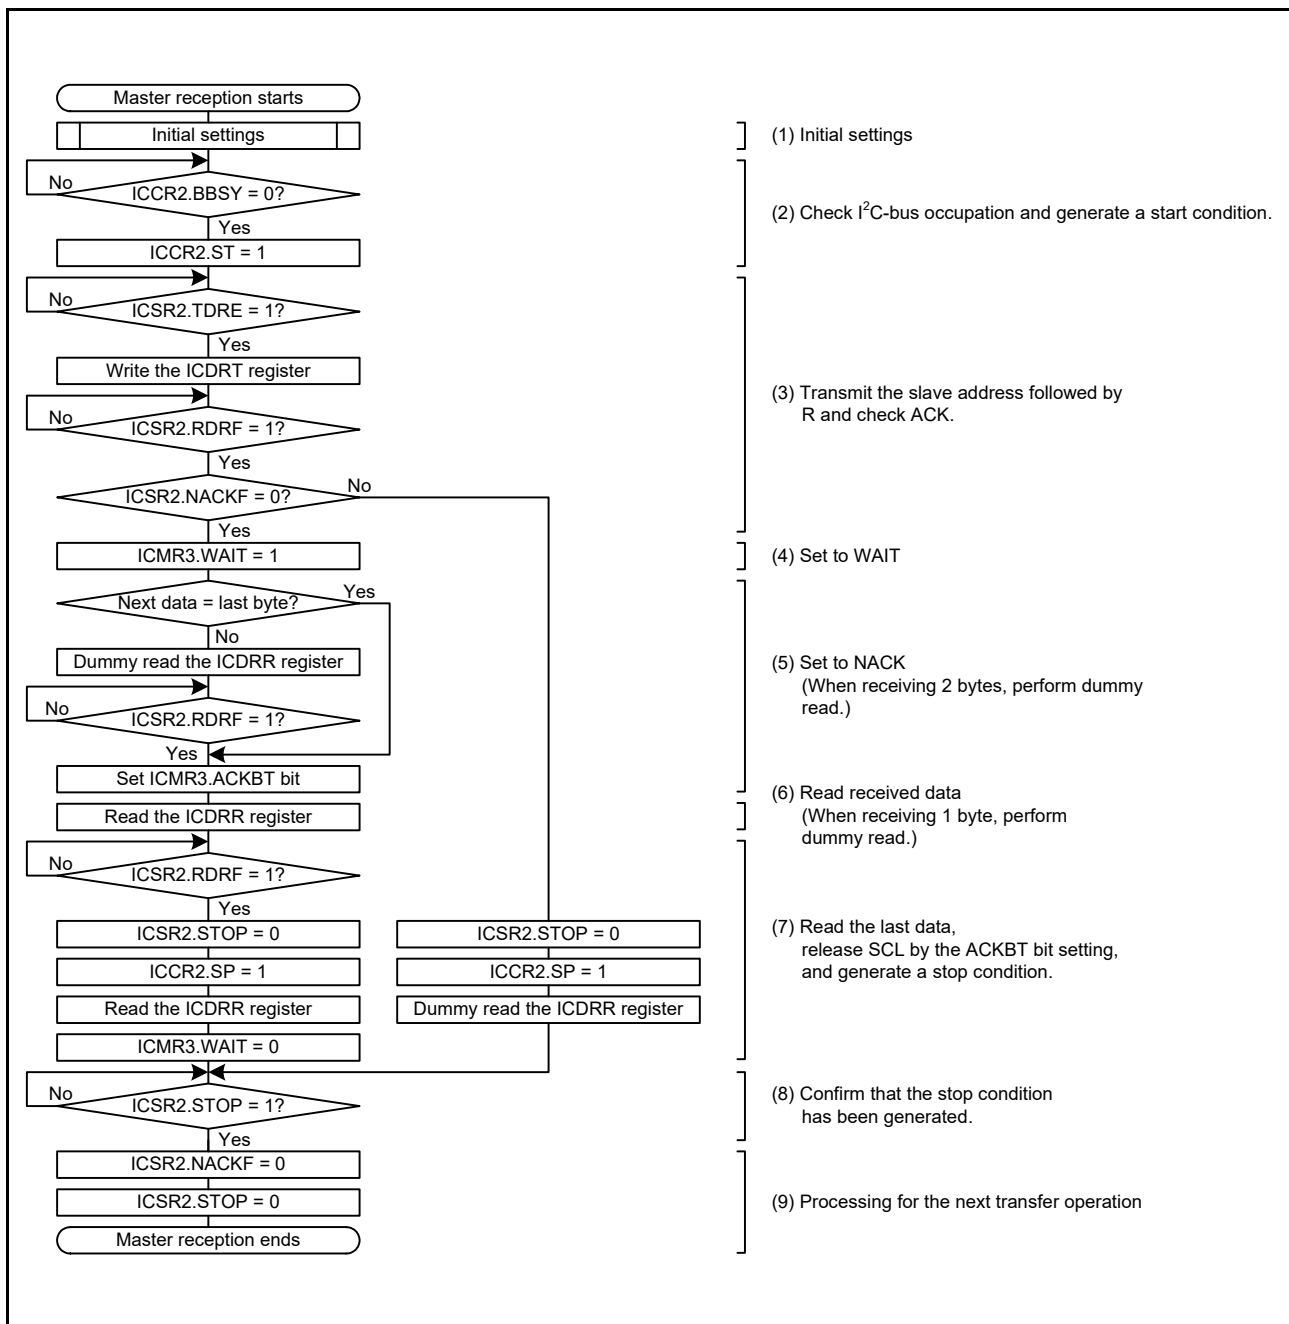 Master reception starts
Initial settings
(1) Initial settings
No
ICCR2.BBSY = 0?
Yes
ICCR2.ST = 1
(2) Check I²C-bus occupation and generate a start condition.
No
ICSR2.TDRE = 1?
Yes
Write the ICDRT register
No
ICSR2.RDRF = 1?
Yes
ICSR2.NACKF = 0?
No
Yes
(3) Transmit the slave address followed by
R and check ACK.
ICMR3.WAIT = 1
(4) Set to WAIT
Next data = last byte?
Yes
No
Dummy read the ICDRR register
No
ICSR2.RDRF = 1?
Yes
Set ICMR3.ACKBT bit
(5) Set to NACK
(When receiving 2 bytes, perform dummy
read.)
Read the ICDRR register
(6) Read received data
(When receiving 1 byte, perform
dummy read.)
No
ICSR2.RDRF = 1?
Yes
ICSR2.STOP = 0
ICCR2.SP = 1
Read the ICDRR register
ICMR3.WAIT = 0
ICSR2.STOP = 0
ICCR2.SP = 1
Dummy read the ICDRR register
(7) Read the last data,
release SCL by the ACKBT bit setting,
and generate a stop condition.
No
ICSR2.STOP = 1?
Yes
(8) Confirm that the stop condition
has been generated.
ICSR2.NACKF = 0
ICSR2.STOP = 0
Master reception ends
(9) Processing for the next transfer operation